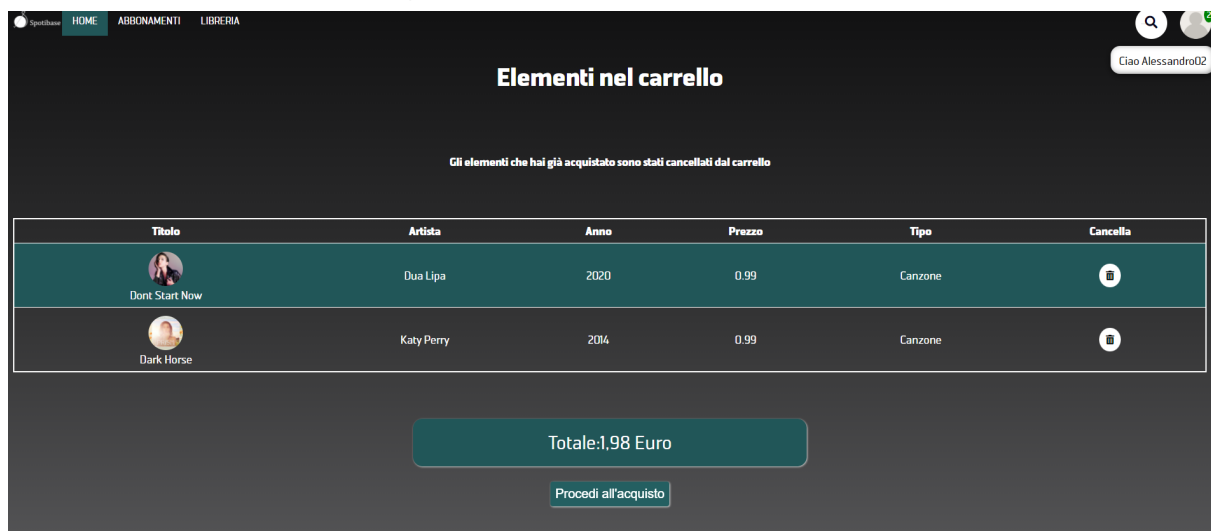 Spotibase HOME ABBONAMENTI LIBRERIA
Ciao Alessandro02
Elementi nel carrello
Gli elementi che hai già acquistato sono stati cancellati dal carrello
Titolo Artista Anno Prezzo Tipo Cancella
Dont Start Now Dua Lipa 2020 0.99 Canzone
Dark Horse Katy Perry 2014 0.99 Canzone
Totale:1,98 Euro
Procedi all'acquisto